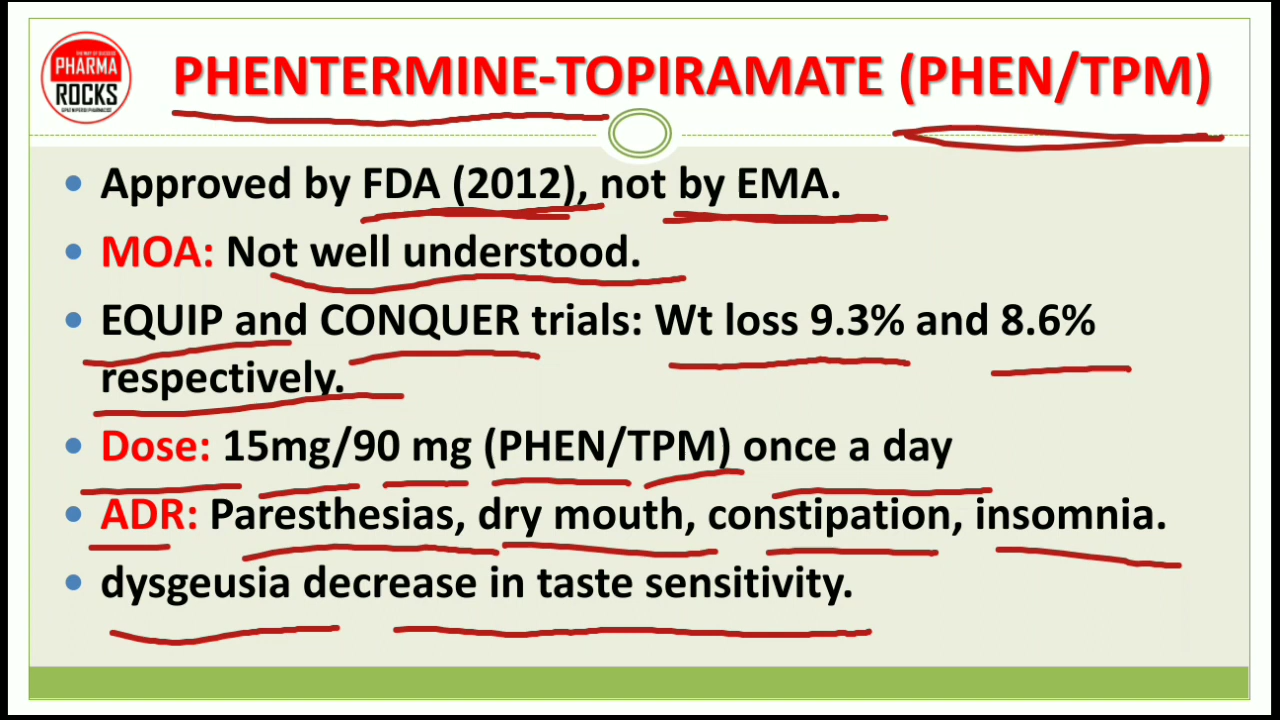 PHARMA
ROCKS
PHENTERMINE-TOPIRAMATE (PHEN/TPM)
• Approved by FDA (2012), not by EMA.
• MOA: Not well understood.
• EQUIP and CONQUER trials: Wt loss 9.3% and 8.6%
respectively.
• Dose: 15mg/90 mg (PHEN/TPM) once a day
• ADR: Paresthesias, dry mouth, constipation, insomnia.
• dysgeusia decrease in taste sensitivity.